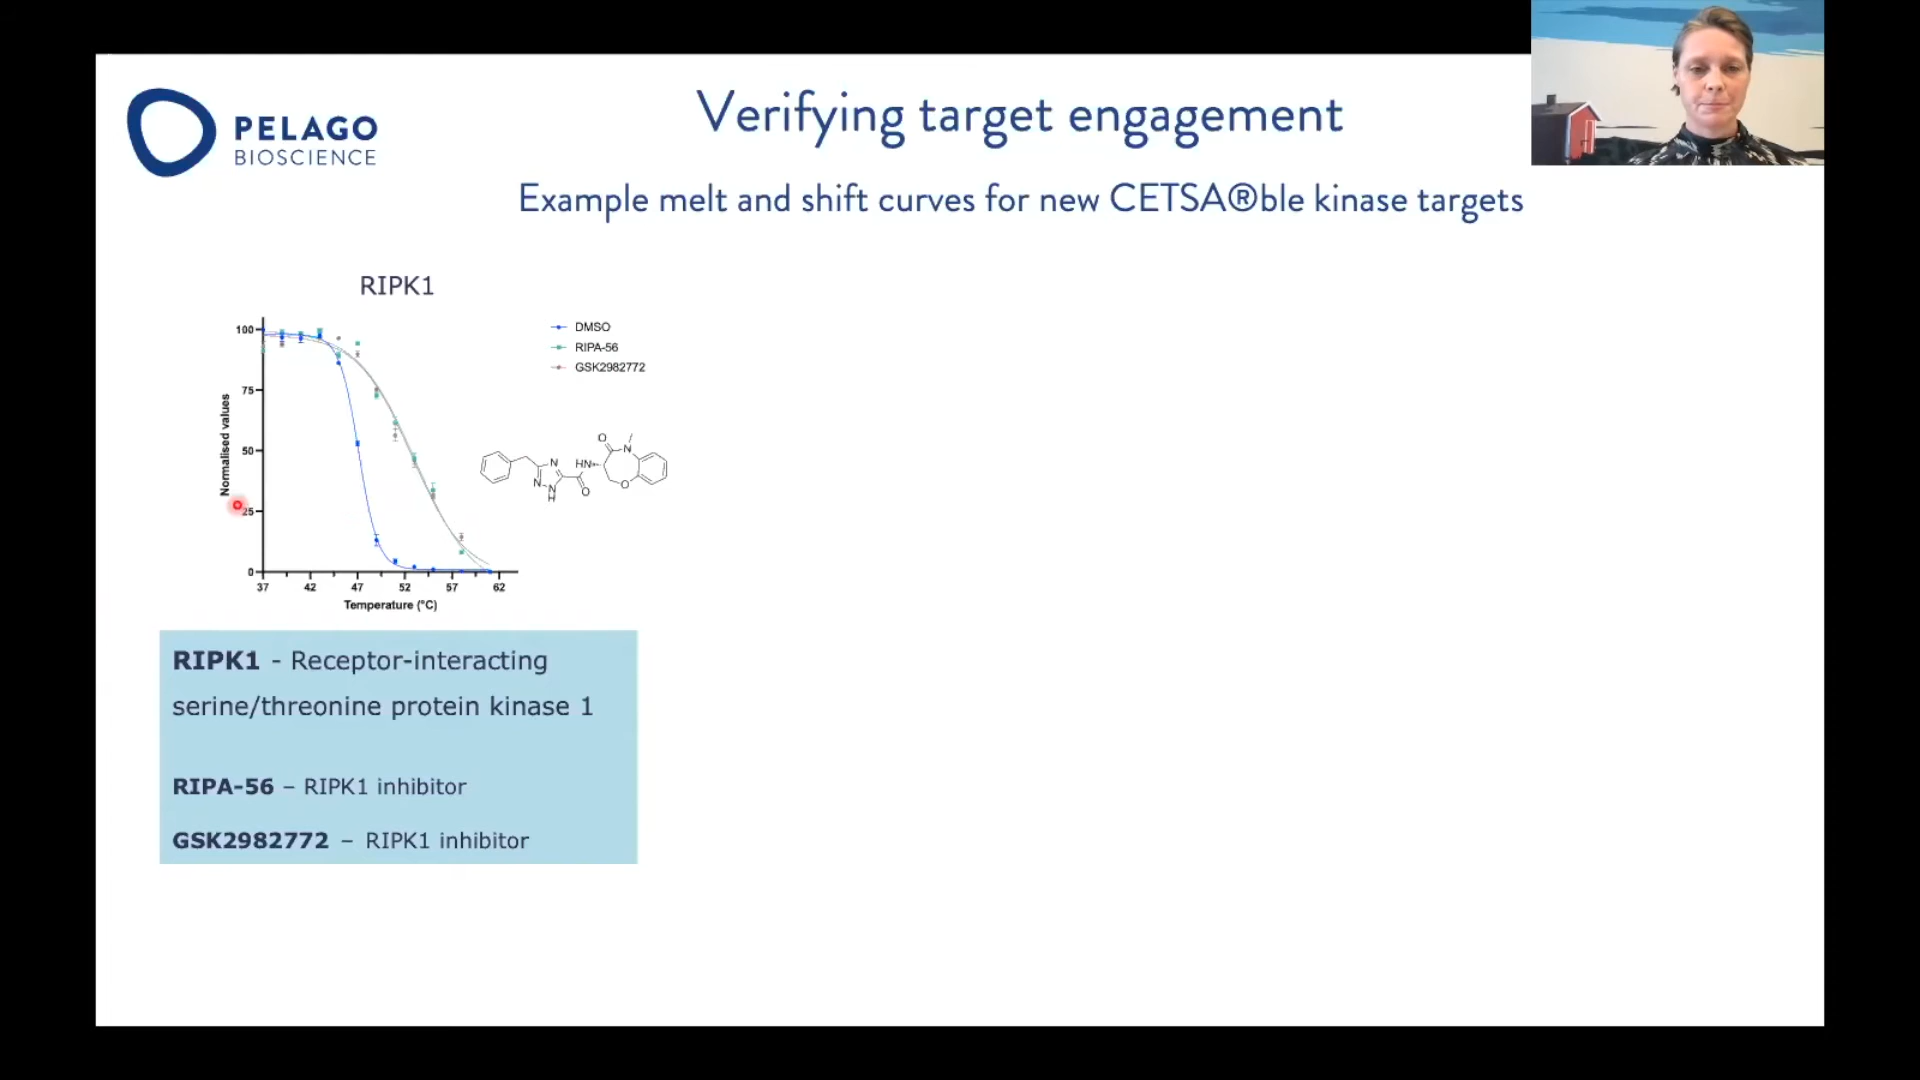 PELAGO
BIOSCIENCE
Verifying target engagement
Example melt and shift curves for new CETSA®ble kinase targets
RIPK1
100
75
50
25
0
Normalised values
37 42 47 52 57 62
Temperature (°C)
DMSO
RIPA-56
GSK2982772
O
N
N
HN
N
N
H
O
O
RIPK1 - Receptor-interacting
serine/threonine protein kinase 1
RIPA-56 – RIPK1 inhibitor
GSK2982772 – RIPK1 inhibitor